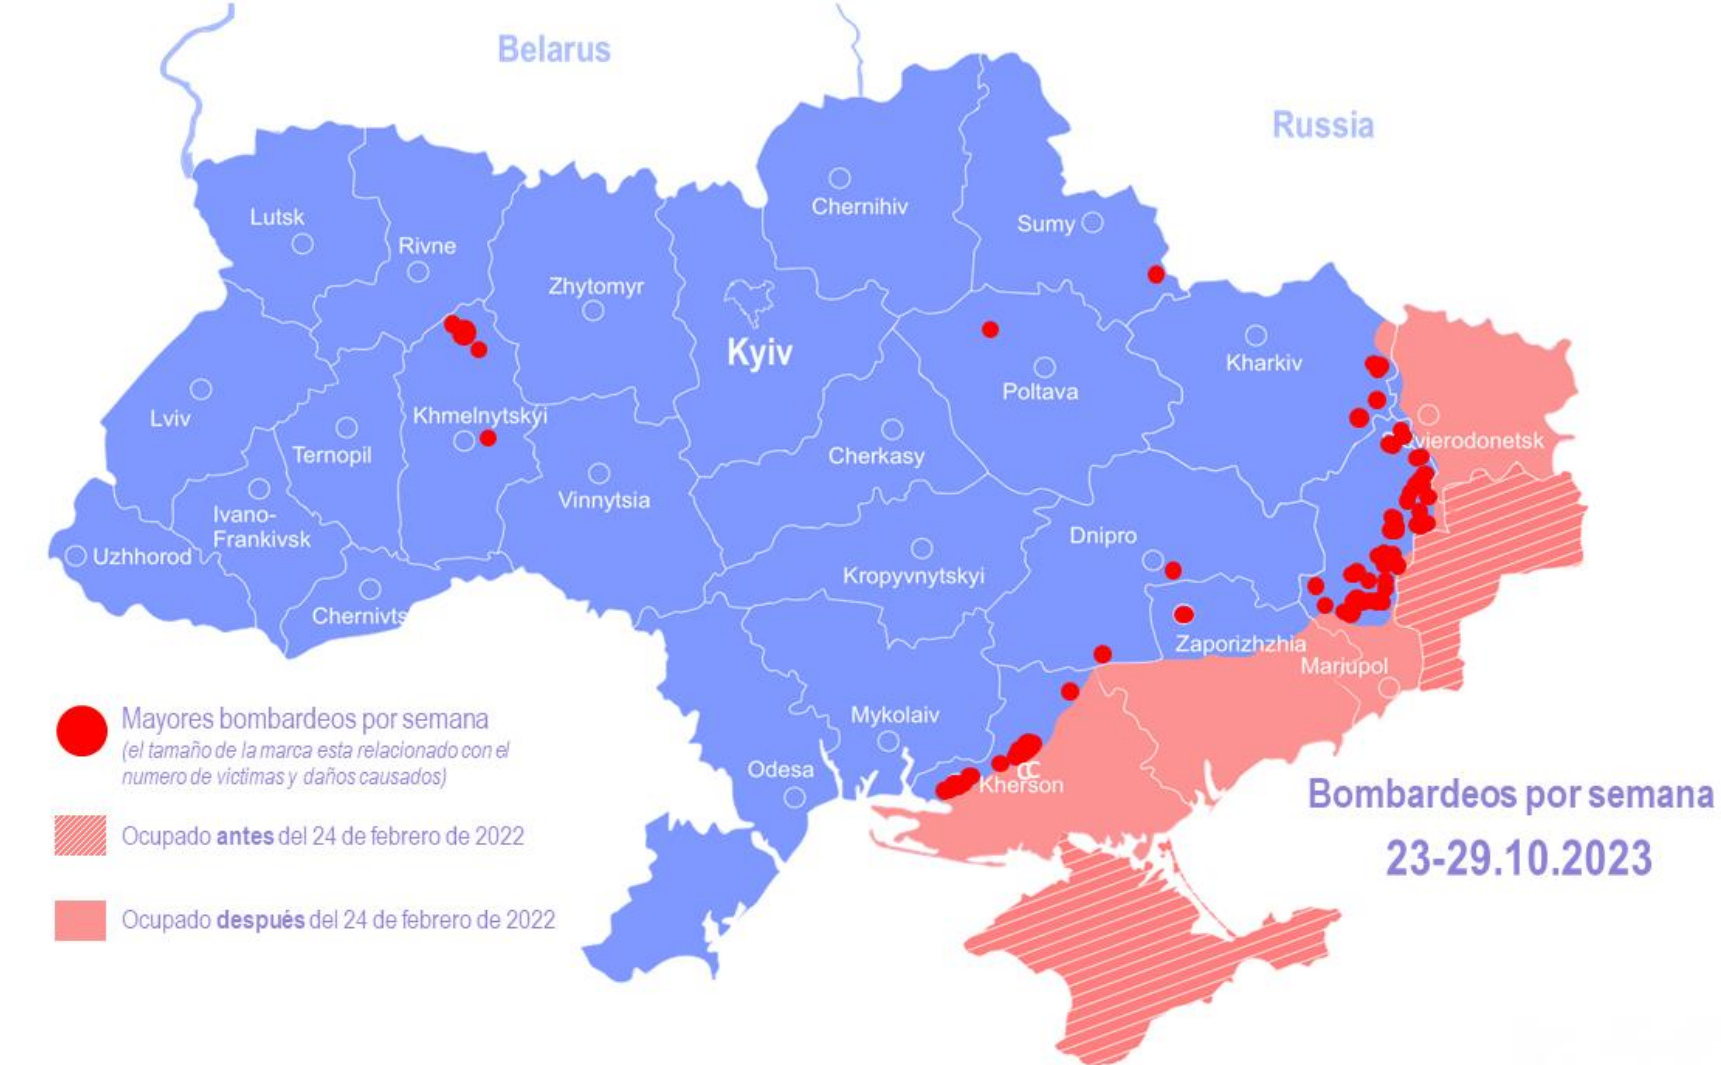 Belarus
Russia
Chernihiv
Lutsk
Sumy
Rivne
Zhytomyr
Kyiv
Kharkiv
Poltava
Lviv
Khmelnytskyi
vierodonetsk
Ternopil
Cherkasy
Vinnytsia
Ivano-
Frankivsk
Dnipro
Uzhhorod
Kropyvnytskyi
Chernivts
Zaporizhzhia
Mariupol
Mykolaiv
Odesa
Kherson
Mayores bombardeos por semana
(el tamaño de la marca esta relacionado con el
numero de victimas y daños causados)
Ocupado antes del 24 de febrero de 2022
Ocupado después del 24 de febrero de 2022
Bombardeos por semana
23-29.10.2023